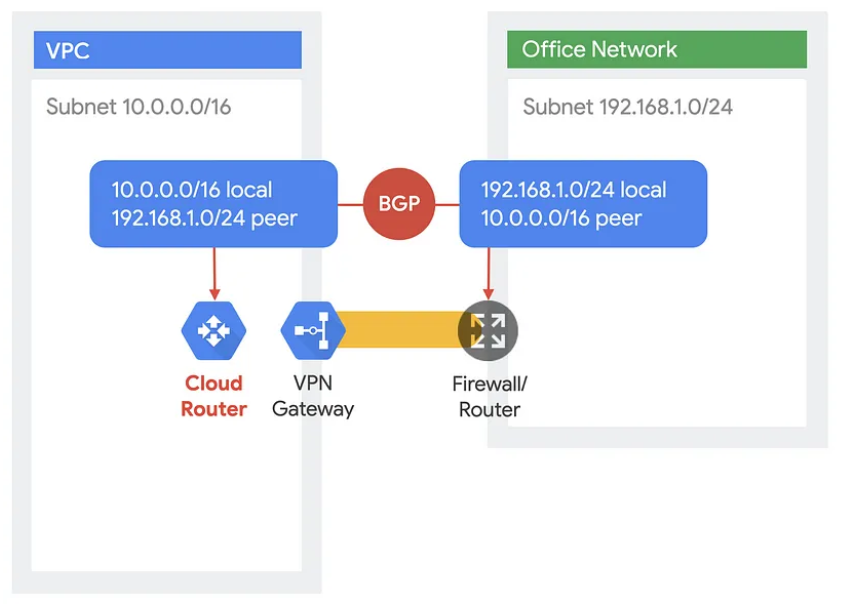 VPC
Office Network
Subnet 10.0.0.0/16
Subnet 192.168.1.0/24
10.0.0.0/16 local
192.168.1.0/24 peer
BGP
192.168.1.0/24 local
10.0.0.0/16 peer
Cloud
Router
VPN
Gateway
Firewall/
Router